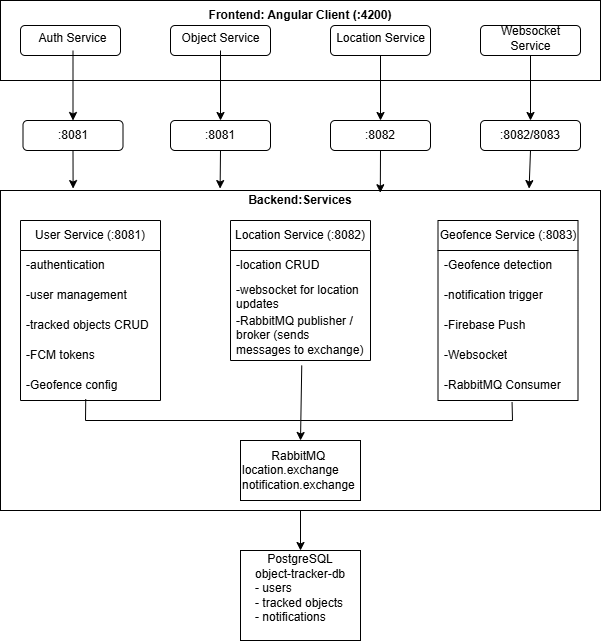 Frontend: Angular Client (:4200)
Auth Service
Object Service
Location Service
Websocket
Service
:8081
:8081
:8082
:8082/8083
Backend:Services
User Service (:8081)
-authentication
-user management
-tracked objects CRUD
-FCM tokens
-Geofence config
Location Service (:8082)
-location CRUD
-websocket for location
updates
-RabbitMQ publisher /
broker (sends
messages to exchange)
Geofence Service (:8083)
-Geofence detection
-notification trigger
-Firebase Push
-Websocket
-RabbitMQ Consumer
RabbitMQ
location.exchange
notification.exchange
PostgreSQL
object-tracker-db
- users
- tracked objects
- notifications